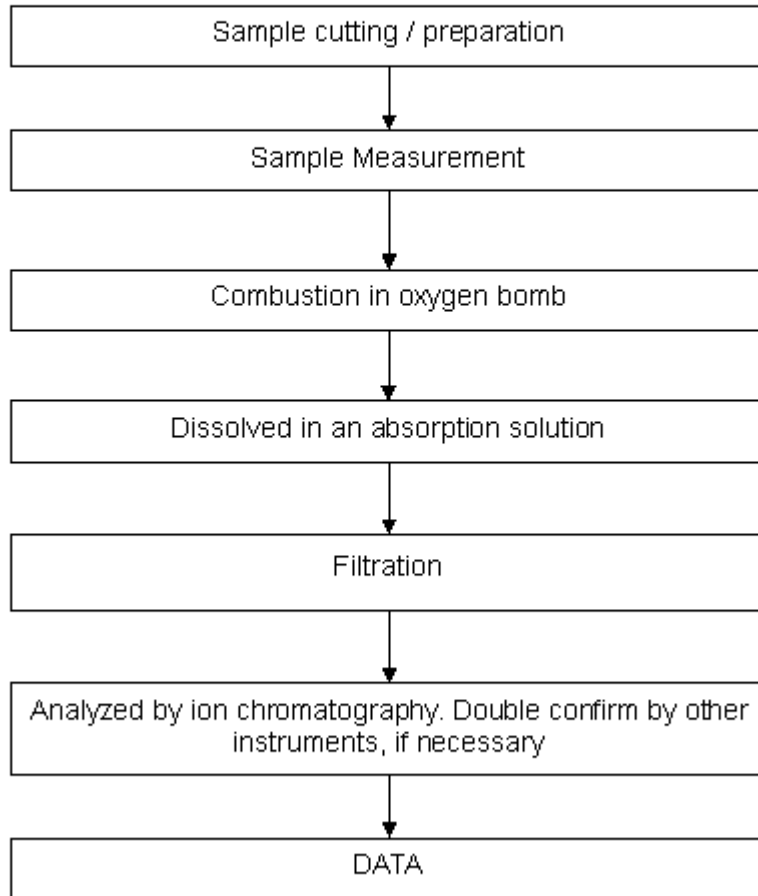 Sample cutting / preparation
Sample Measurement
Combustion in oxygen bomb
Dissolved in an absorption solution
Filtration
Analyzed by ion chromatography. Double confirm by other
instruments, if necessary
DATA